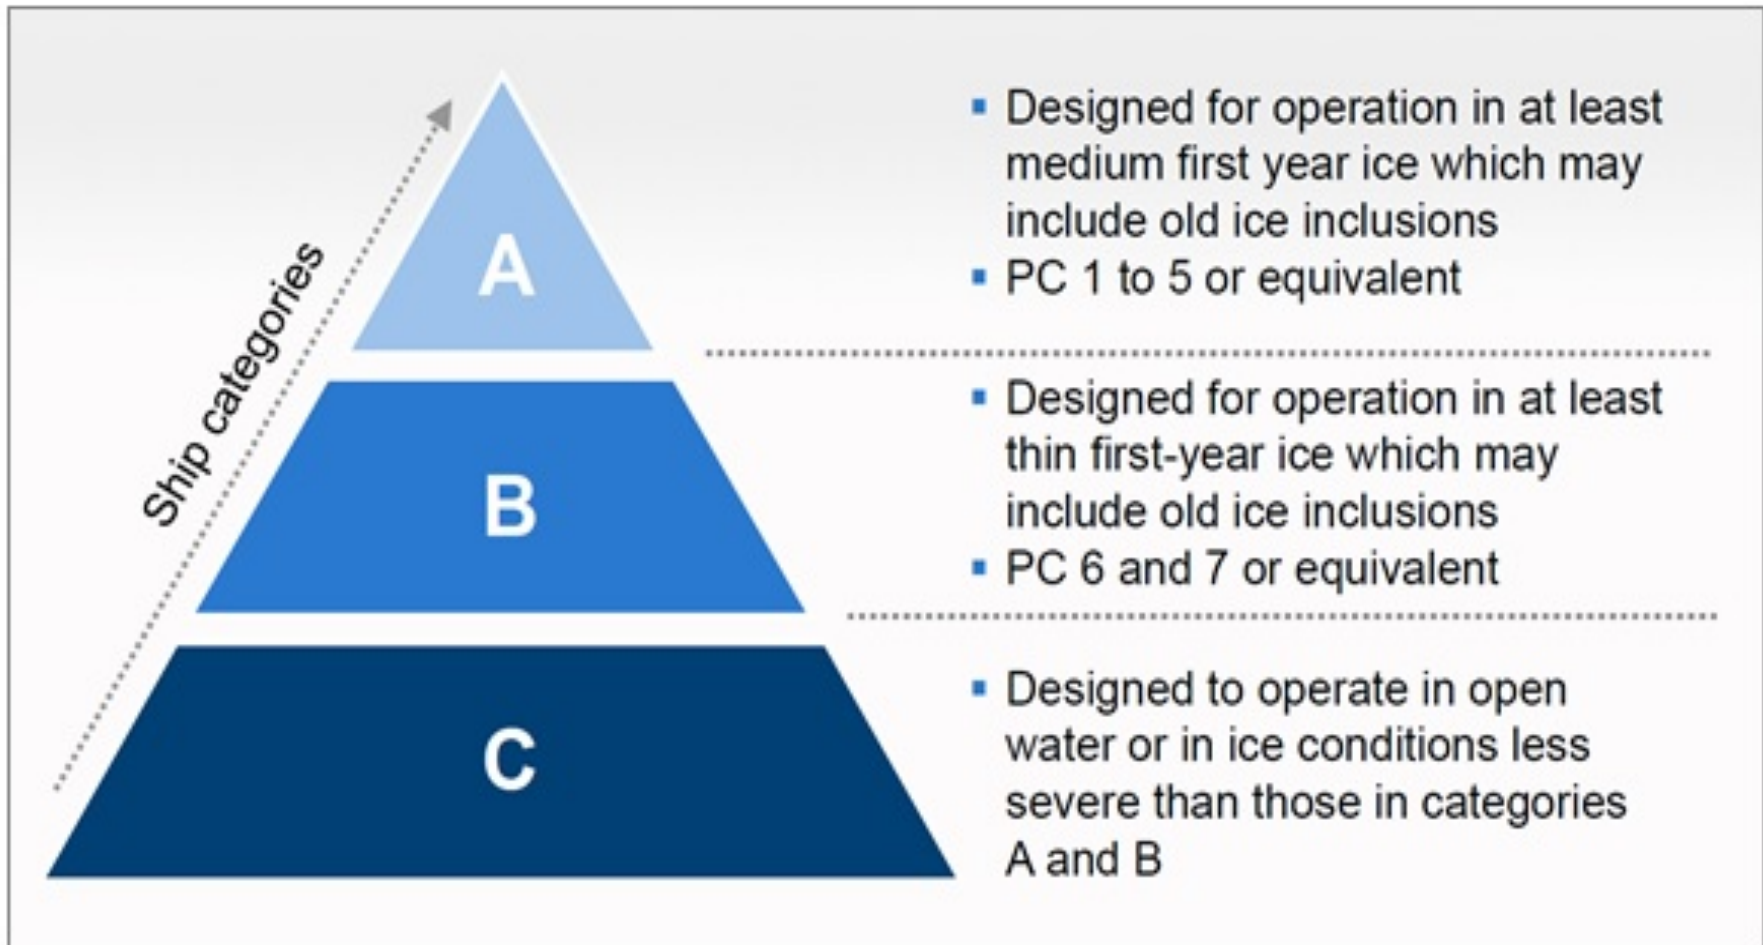 Ship categories
A
▪ Designed for operation in at least
medium first year ice which may
include old ice inclusions
▪ PC 1 to 5 or equivalent
B
▪ Designed for operation in at least
thin first-year ice which may
include old ice inclusions
▪ PC 6 and 7 or equivalent
C
▪ Designed to operate in open
water or in ice conditions less
severe than those in categories
A and B